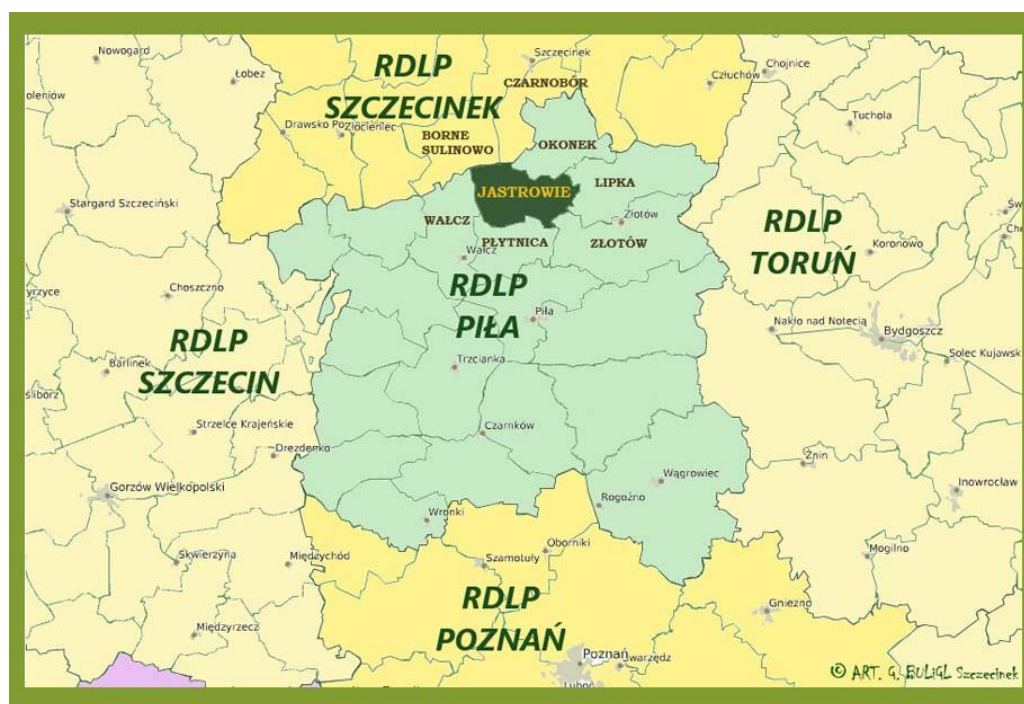 Nowogard
Łobez
oleniów
RDLP
SZCZECINEK
Szczecinek
CZARNOBÓR
Człuchów
Chojnice
Tuchola
Drawsko
Złocieniec
BORNE
SULINOWO
OKONEK
JASTROWIE
LIPKA
Stargard Szczeciński
WAŁCZ
Wałcz
PŁYTNICA
Złotów
ZŁOTÓW
RDLP
TORUŃ
Koronowo
Choszczno
RDLP
PIŁA
Piła
Nakło nad Notecią
Bydgoszcz
Solec Kujawsk
RDLP
SZCZECIN
Barlinek
Trzcianka
Strzelce Krajeńskie
Czarnków
Drezdenko
Żnin
Gorzów Wielkopolski
Wągrowiec
Inowrocław
Rogoźno
Wronki
Skwierzyna
Międzychód
Oborniki
Szamotuły
Mogilno
RDLP
POZNAŃ
Gniezno
Międzyrzecz
Poznań
Swarzędz
Luboń
© ART. G. BULiGL Szczecinek